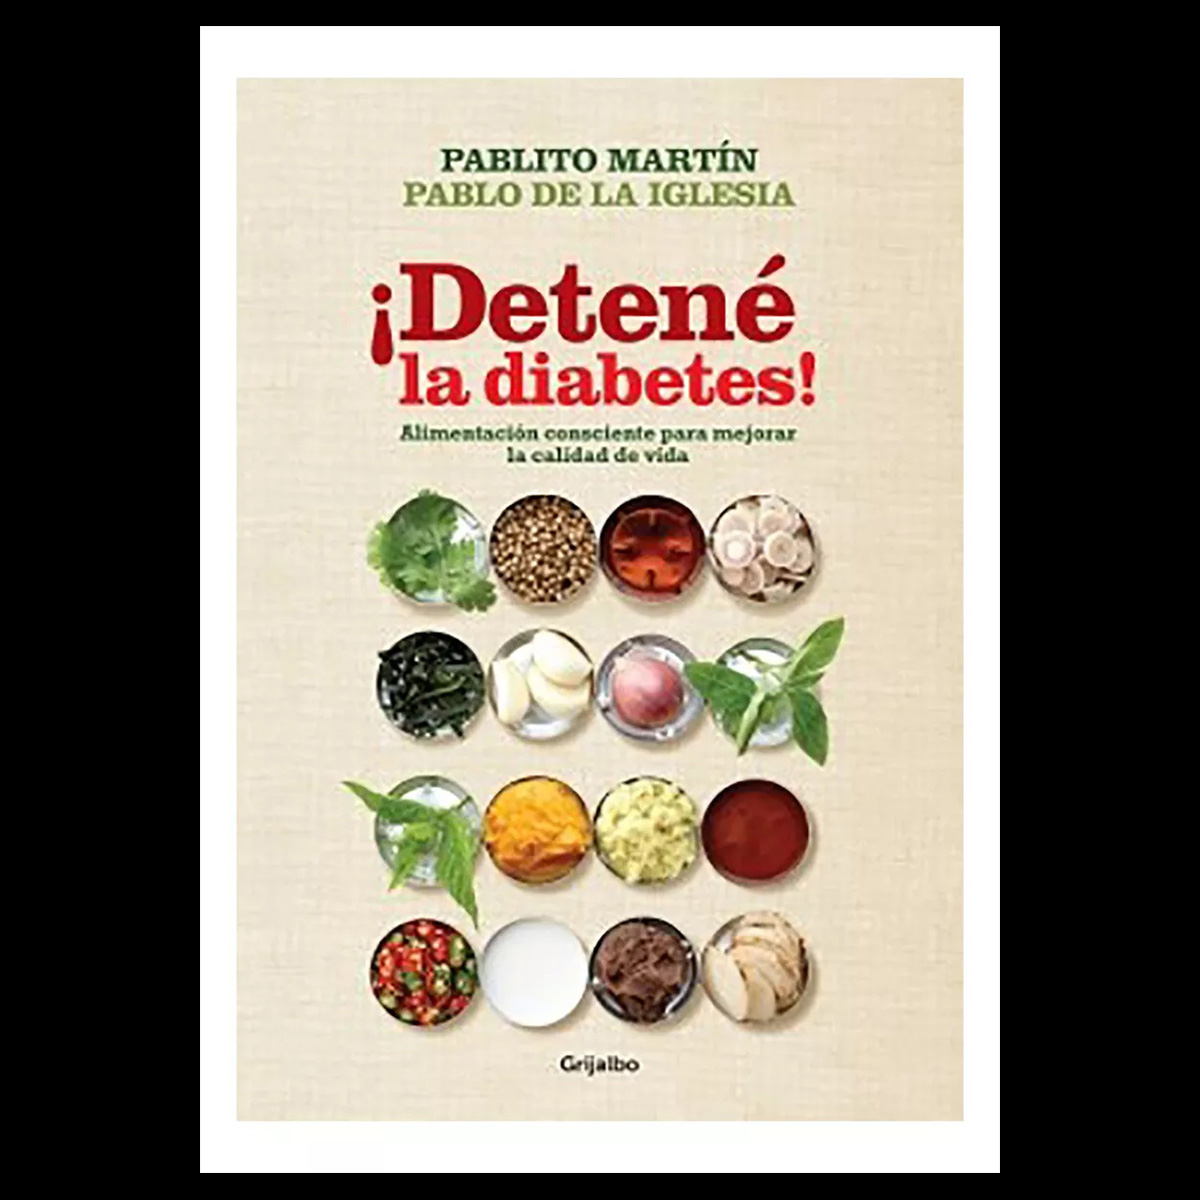 PABLITO MARTÍN
PABLO DE LA IGLESIA
¡Detené
la diabetes!
Alimentación consciente para mejorar
la calidad de vida
Grijalbo